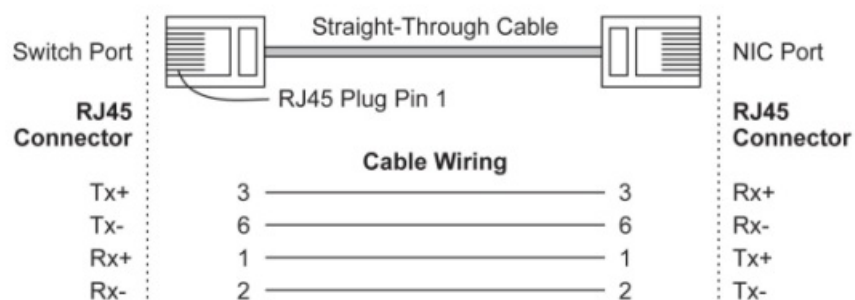 Straight-Through Cable
Switch Port
NIC Port
RJ45 Plug Pin 1
RJ45
Connector
RJ45
Connector
Cable Wiring
Tx+ 3 3 Rx+
Tx- 6 6 Rx-
Rx+ 1 1 Tx+
Rx- 2 2 Tx-